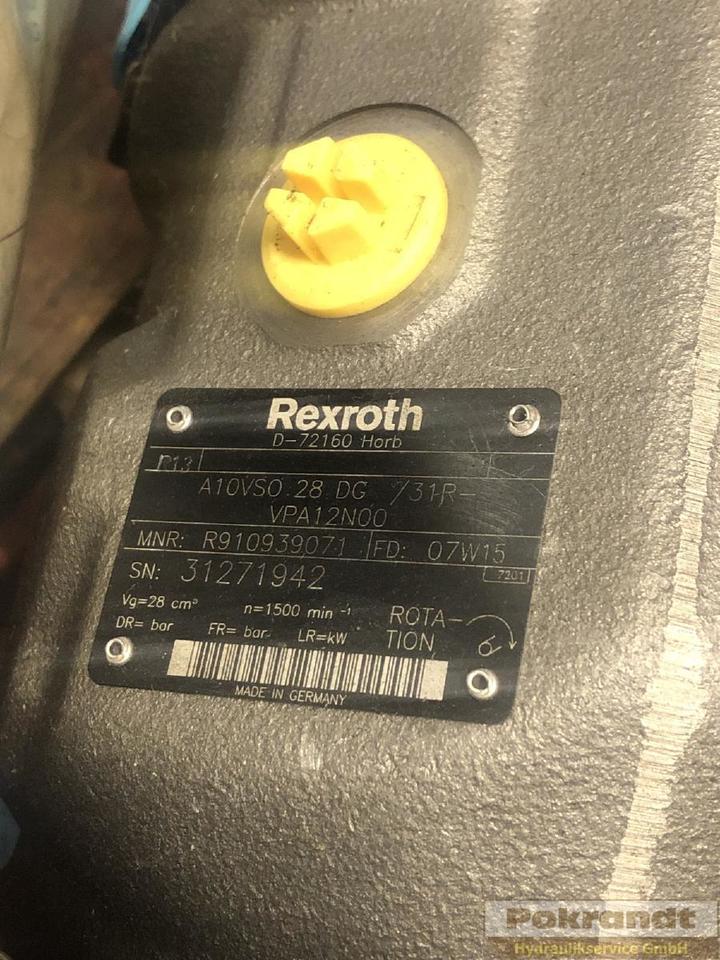 Rexroth
D-72160 Horb
P13
A10VSO 28 DG /31R-
VPA12N00
MNR: R910939071 FD: 07W15
SN: 31271942 7201
Vg=28 cm³ n=1500 min⁻¹ ROTA-
DR= bar FR= bar LR=kW TION
MADE IN GERMANY
Pokrandt
Hydraulikservice GmbH